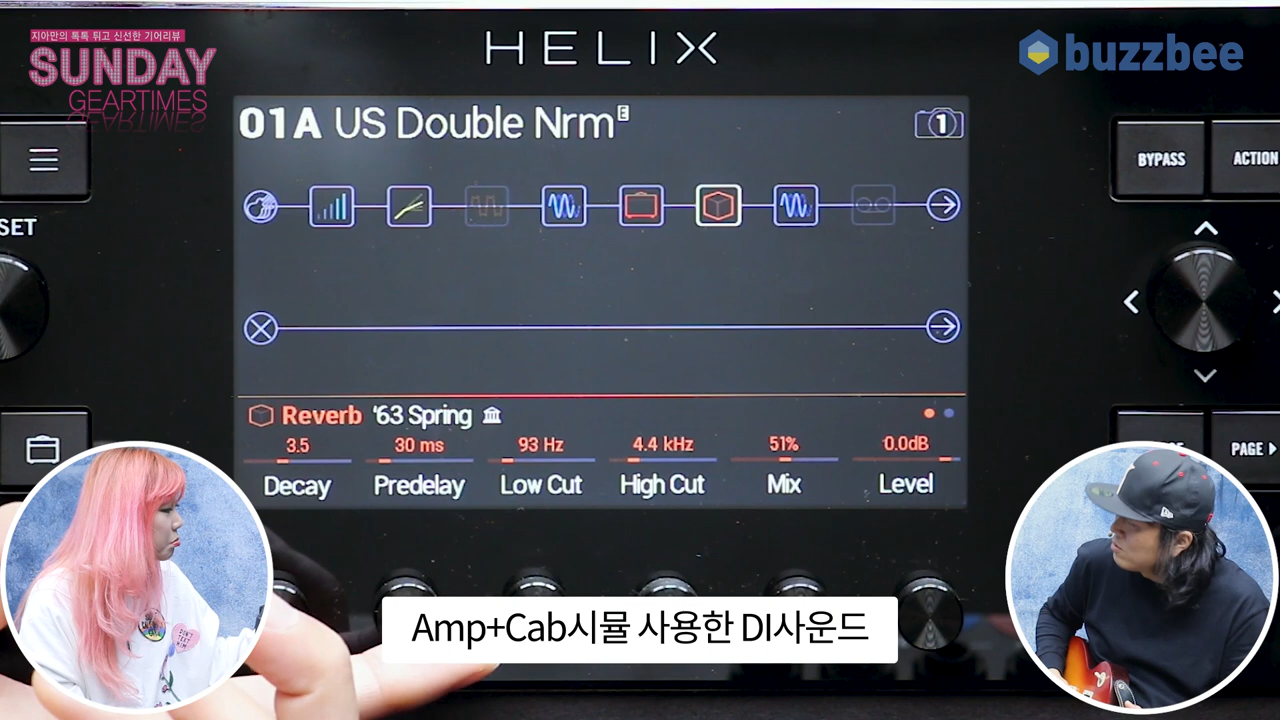 지아만의 톡톡 튀고 신선한 기어리뷰
SUNDAY
GEARTIMES
HELIX
buzzbee
01A US Double Nrm E
1
BYPASS
ACTION
SET
Reverb '63 Spring
3.5 30 ms 93 Hz 4.4 kHz 51% 0.0dB
Decay Predelay Low Cut High Cut Mix Level
PAGE
Amp+Cab시뮬 사용한 DI사운드